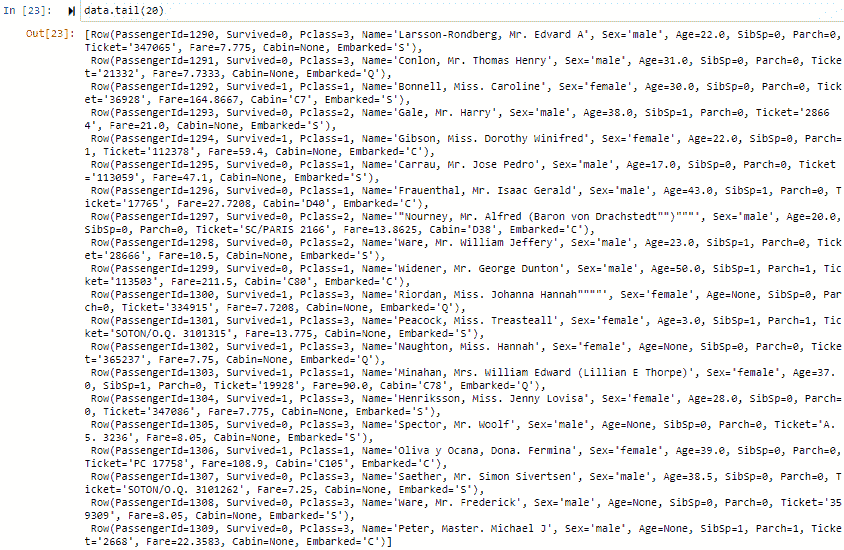 In [23]: data.tail(20)
Out[23]: [Row(PassengerId=1290, Survived=0, Pclass=3, Name='Larsson-Rondberg, Mr. Edvard A', Sex='male', Age=22.0, SibSp=0, Parch=0,
Ticket='347065', Fare=7.775, Cabin=None, Embarked='S'),
Row(PassengerId=1291, Survived=0, Pclass=3, Name='Conlon, Mr. Thomas Henry', Sex='male', Age=31.0, SibSp=0, Parch=0, Ticke
t='21332', Fare=7.7333, Cabin=None, Embarked='Q'),
Row(PassengerId=1292, Survived=1, Pclass=1, Name='Bonnell, Miss. Caroline', Sex='female', Age=30.0, SibSp=0, Parch=0, Tick
et='36928', Fare=164.8667, Cabin='C7', Embarked='S'),
Row(PassengerId=1293, Survived=0, Pclass=2, Name='Gale, Mr. Harry', Sex='male', Age=38.0, SibSp=1, Parch=0, Ticket='2866
4', Fare=21.0, Cabin=None, Embarked='S'),
Row(PassengerId=1294, Survived=1, Pclass=1, Name='Gibson, Miss. Dorothy Winifred', Sex='female', Age=22.0, SibSp=0, Parch=
1, Ticket='112378', Fare=59.4, Cabin=None, Embarked='C'),
Row(PassengerId=1295, Survived=0, Pclass=1, Name='Carrau, Mr. Jose Pedro', Sex='male', Age=17.0, SibSp=0, Parch=0, Ticket
='113059', Fare=47.1, Cabin=None, Embarked='S'),
Row(PassengerId=1296, Survived=0, Pclass=1, Name='Frauenthal, Mr. Isaac Gerald', Sex='male', Age=43.0, SibSp=1, Parch=0, T
icket='17765', Fare=27.7208, Cabin='D40', Embarked='C'),
Row(PassengerId=1297, Survived=0, Pclass=2, Name='"Nourney, Mr. Alfred (Baron von Drachstedt"")"""', Sex='male', Age=20.0,
SibSp=0, Parch=0, Ticket='SC/PARIS 2166', Fare=13.8625, Cabin='D38', Embarked='C'),
Row(PassengerId=1298, Survived=0, Pclass=2, Name='Ware, Mr. William Jeffery', Sex='male', Age=23.0, SibSp=1, Parch=0, Tick
et='28666', Fare=10.5, Cabin=None, Embarked='S'),
Row(PassengerId=1299, Survived=0, Pclass=1, Name='Widener, Mr. George Dunton', Sex='male', Age=50.0, SibSp=1, Parch=1, Tic
ket='113503', Fare=211.5, Cabin='C80', Embarked='C'),
Row(PassengerId=1300, Survived=1, Pclass=3, Name='Riordan, Miss. Johanna Hannah""""', Sex='female', Age=None, SibSp=0, Par
ch=0, Ticket='334915', Fare=7.7208, Cabin=None, Embarked='Q'),
Row(PassengerId=1301, Survived=1, Pclass=3, Name='Peacock, Miss. Treasteall', Sex='female', Age=3.0, SibSp=1, Parch=1, Tic
ket='SOTON/O.Q. 3101315', Fare=13.775, Cabin=None, Embarked='S'),
Row(PassengerId=1302, Survived=1, Pclass=3, Name='Naughton, Miss. Hannah', Sex='female', Age=None, SibSp=0, Parch=0, Ticke
t='365237', Fare=7.75, Cabin=None, Embarked='Q'),
Row(PassengerId=1303, Survived=1, Pclass=1, Name='Minahan, Mrs. William Edward (Lillian E Thorpe)', Sex='female', Age=37.
0, SibSp=1, Parch=0, Ticket='19928', Fare=90.0, Cabin='C78', Embarked='Q'),
Row(PassengerId=1304, Survived=1, Pclass=3, Name='Henriksson, Miss. Jenny Lovisa', Sex='female', Age=28.0, SibSp=0, Parch=
0, Ticket='347086', Fare=7.775, Cabin=None, Embarked='S'),
Row(PassengerId=1305, Survived=0, Pclass=3, Name='Spector, Mr. Woolf', Sex='male', Age=None, SibSp=0, Parch=0, Ticket='A.
5. 3236', Fare=8.05, Cabin=None, Embarked='S'),
Row(PassengerId=1306, Survived=1, Pclass=1, Name='Oliva y Ocana, Dona. Fermina', Sex='female', Age=39.0, SibSp=0, Parch=0,
Ticket='PC 17758', Fare=108.9, Cabin='C105', Embarked='C'),
Row(PassengerId=1307, Survived=0, Pclass=3, Name='Saether, Mr. Simon Sivertsen', Sex='male', Age=38.5, SibSp=0, Parch=0, T
icket='SOTON/O.Q. 3101262', Fare=7.25, Cabin=None, Embarked='S'),
Row(PassengerId=1308, Survived=0, Pclass=3, Name='Ware, Mr. Frederick', Sex='male', Age=None, SibSp=0, Parch=0, Ticket='35
9309', Fare=8.05, Cabin=None, Embarked='S'),
Row(PassengerId=1309, Survived=0, Pclass=3, Name='Peter, Master. Michael J', Sex='male', Age=None, SibSp=1, Parch=1, Ticke
t='2668', Fare=22.3583, Cabin=None, Embarked='C')]